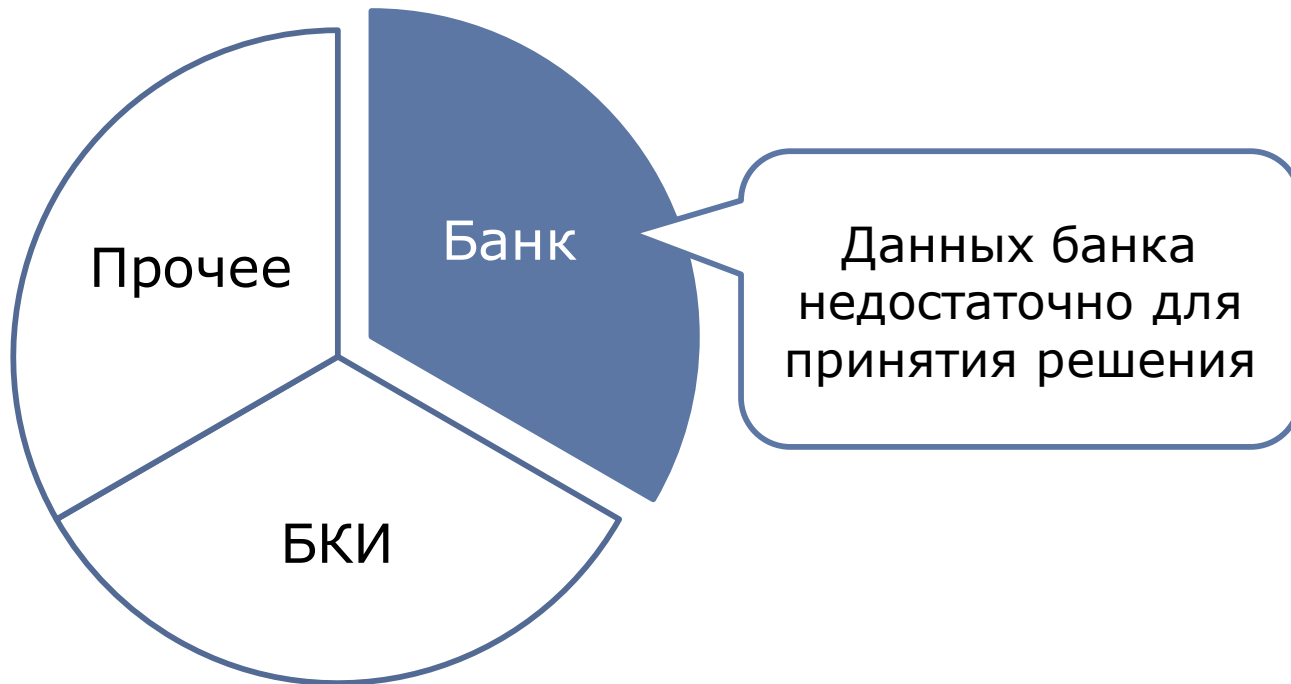 Прочее
Банк
БКИ
Данных банка
недостаточно для
принятия решения